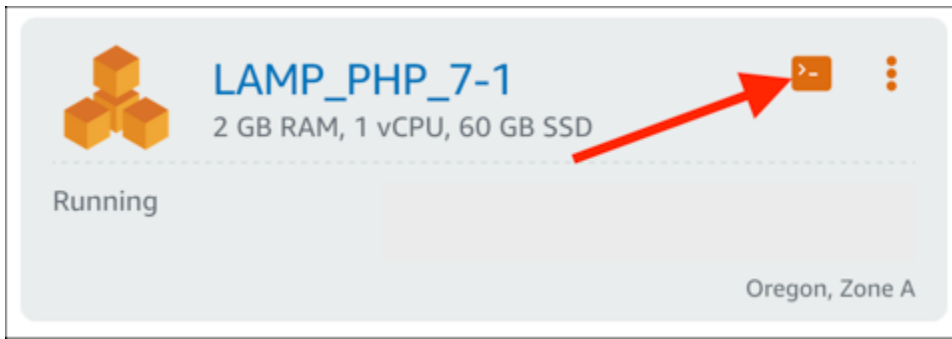 LAMP_PHP_7-1
2 GB RAM, 1 vCPU, 60 GB SSD
Running
Oregon, Zone A